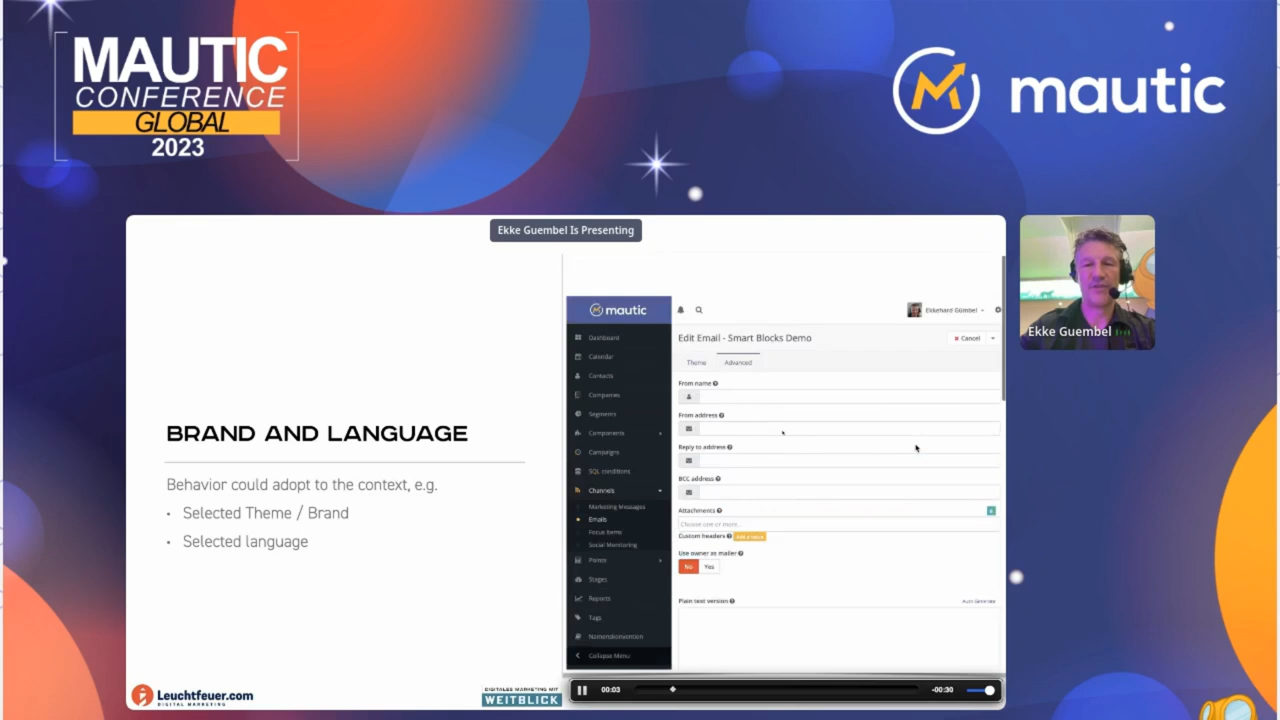 MAUTIC
CONFERENCE
GLOBAL
2023
mautic
Ekke Guembel Is Presenting
Ekke Guembel
BRAND AND LANGUAGE
Behavior could adopt to the context, e.g.
• Selected Theme / Brand
• Selected language
Leuchtfeuer.com
DIGITAL MARKETING
DIGITALES MARKETING MIT
WEITBLICK
mautic
Dashboard
Calendar
Contacts
Companies
Segments
Components
Campaigns
SQL conditions
Channels
Marketing Messages
Emails
Focus Items
Social Monitoring
Points
Stages
Reports
Tags
Namenskonvention
Collapse Menu
Ekkehard Gümbel
Edit Email - Smart Blocks Demo
Cancel
Theme
Advanced
From name
From address
Reply to address
BCC address
Attachments
Choose one or more...
Custom headers
Add a value
Use owner as mailer
No
Yes
Plain text version
Auto Generate
00:03
-00:30